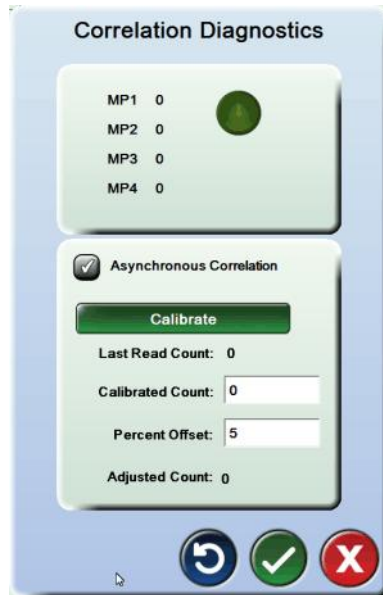 Correlation Diagnostics
MP1 0
MP2 0
MP3 0
MP4 0
Asynchronous Correlation
Calibrate
Last Read Count: 0
Calibrated Count: 0
Percent Offset: 5
Adjusted Count: 0